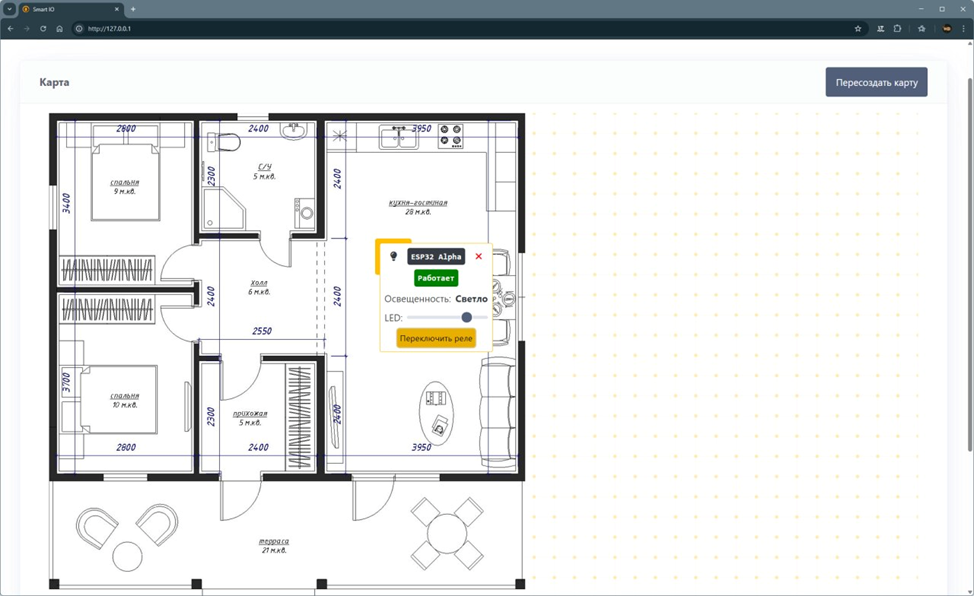 Smart IO
http://127.0.0.1
Карта
Пересоздать карту
2800
2400
3950
спальня
9 м.кв.
3400
С/У
5 м.кв.
2300
2400
кухня-гостиная
28 м.кв.
ESP32 Alpha
Работает
Освещенность: Светло
LED:
Переключить реле
Холл
6 м.кв.
2400
2400
2550
3700
спальня
10 м.кв.
2800
2300
прихожая
5 м.кв.
2400
2400
3950
терраса
21 м.кв.